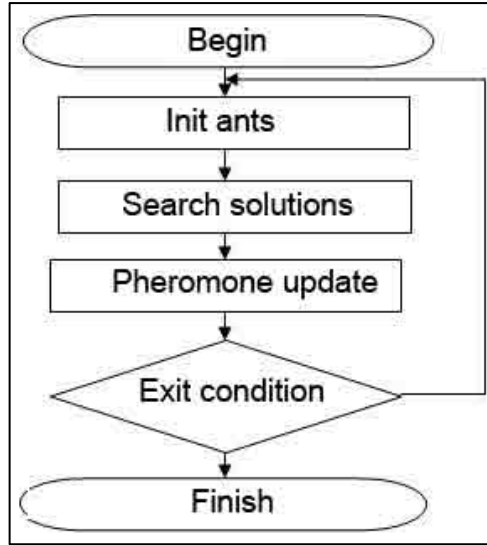 Begin
Init ants
Search solutions
Pheromone update
Exit condition
Finish